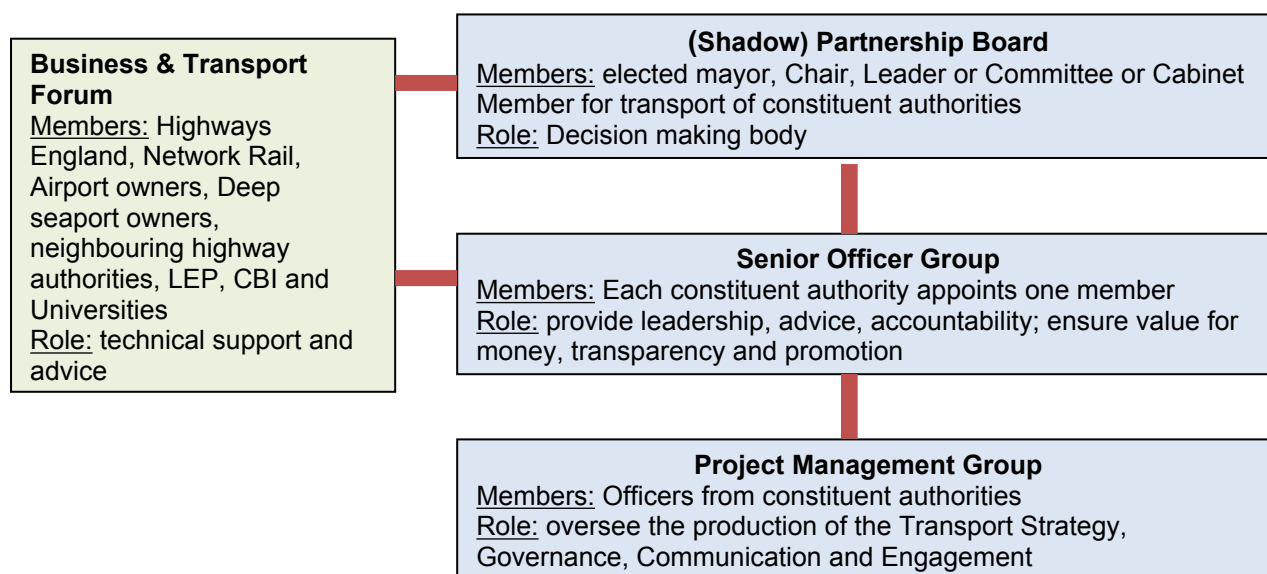 Business & Transport
Forum
Members: Highways
England, Network Rail,
Airport owners, Deep
seaport owners,
neighbouring highway
authorities, LEP, CBI and
Universities
Role: technical support and
advice
(Shadow) Partnership Board
Members: elected mayor, Chair, Leader or Committee or Cabinet
Member for transport of constituent authorities
Role: Decision making body
Senior Officer Group
Members: Each constituent authority appoints one member
Role: provide leadership, advice, accountability; ensure value for
money, transparency and promotion
Project Management Group
Members: Officers from constituent authorities
Role: oversee the production of the Transport Strategy,
Governance, Communication and Engagement